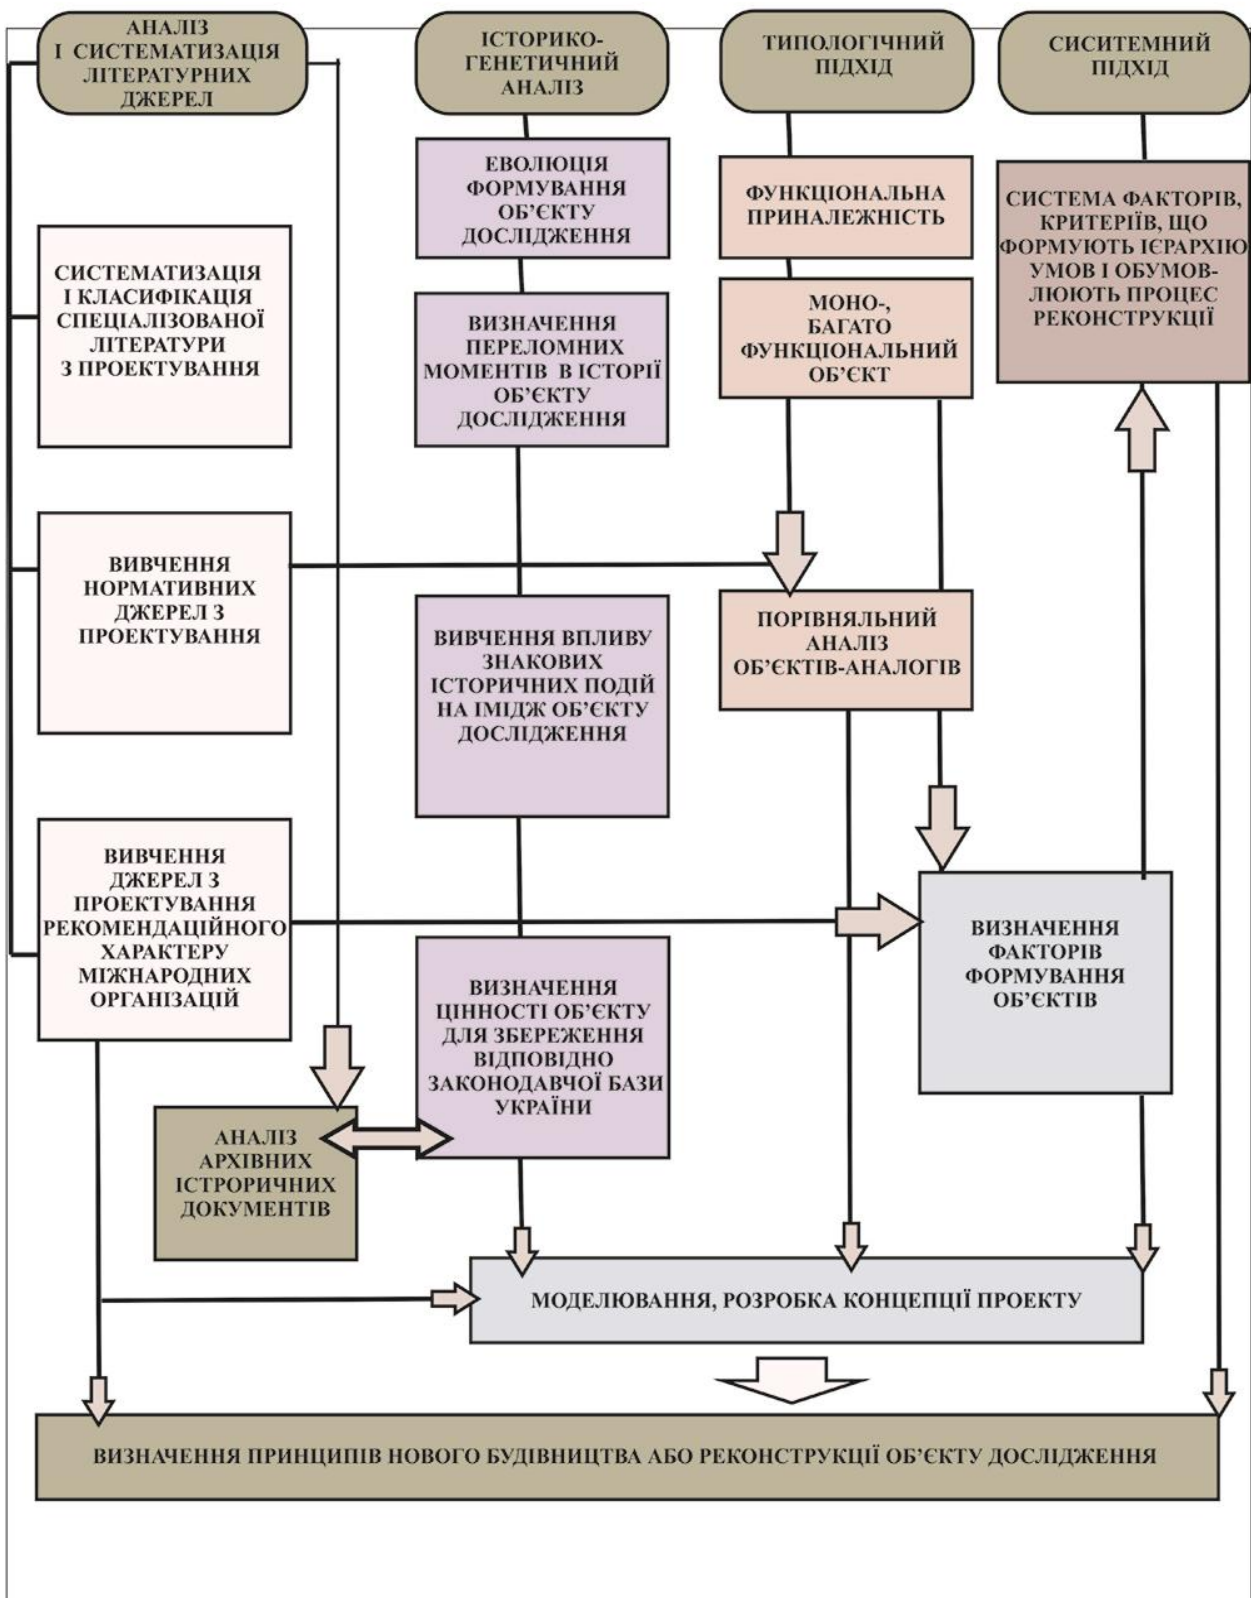 АНАЛІЗ
І СИСТЕМАТИЗАЦІЯ
ЛІТЕРАТУРНИХ
ДЖЕРЕЛ
СИСТЕМАТИЗАЦІЯ
І КЛАСИФІКАЦІЯ
СПЕЦІАЛІЗОВАНОЇ
ЛІТЕРАТУРИ
З ПРОЕКТУВАННЯ
ВИВЧЕННЯ
НОРМАТИВНИХ
ДЖЕРЕЛ З
ПРОЕКТУВАННЯ
ВИВЧЕННЯ
ДЖЕРЕЛ З
ПРОЕКТУВАННЯ
РЕКОМЕНДАЦІЙНОГО
ХАРАКТЕРУ
МІЖНАРОДНИХ
ОРГАНІЗАЦІЙ
АНАЛІЗ
АРХІВНИХ
ІСТРОРИЧНИХ
ДОКУМЕНТІВ
ІСТОРИКО-
ГЕНЕТИЧНИЙ
АНАЛІЗ
ЕВОЛЮЦІЯ
ФОРМУВАННЯ
ОБ’ЄКТУ
ДОСЛІДЖЕННЯ
ВИЗНАЧЕННЯ
ПЕРЕЛОМНИХ
МОМЕНТІВ В ІСТОРІЇ
ОБ’ЄКТУ
ДОСЛІДЖЕННЯ
ВИВЧЕННЯ ВПЛИВУ
ЗНАКОВИХ
ІСТОРИЧНИХ ПОДІЙ
НА ІМІДЖ ОБ’ЄКТУ
ДОСЛІДЖЕННЯ
ВИЗНАЧЕННЯ
ЦІННОСТІ ОБ’ЄКТУ
ДЛЯ ЗБЕРЕЖЕННЯ
ВІДПОВІДНО
ЗАКОНОДАВЧОЇ БАЗИ
УКРАЇНИ
ТИПОЛОГІЧНИЙ
ПІДХІД
ФУНКЦІОНАЛЬНА
ПРИНАЛЕЖНІСТЬ
МОНО-,
БАГАТО
ФУНКЦІОНАЛЬНИЙ
ОБ’ЄКТ
ПОРІВНЯЛЬНИЙ
АНАЛІЗ
ОБ’ЄКТІВ-АНАЛОГІВ
СИСИТЕМНИЙ
ПІДХІД
СИСТЕМА ФАКТОРІВ,
КРИТЕРІЇВ, ЩО
ФОРМУЮТЬ ІЄРАРХІЮ
УМОВ І ОБУМОВ-
ЛЮЮТЬ ПРОЦЕС
РЕКОНСТРУКЦІЇ
ВИЗНАЧЕННЯ
ФАКТОРІВ
ФОРМУВАННЯ
ОБ’ЄКТІВ
МОДЕЛЮВАННЯ, РОЗРОБКА КОНЦЕПЦІЇ ПРОЕКТУ
ВИЗНАЧЕННЯ ПРИНЦИПІВ НОВОГО БУДІВНИЦТВА АБО РЕКОНСТРУКЦІЇ ОБ’ЄКТУ ДОСЛІДЖЕННЯ